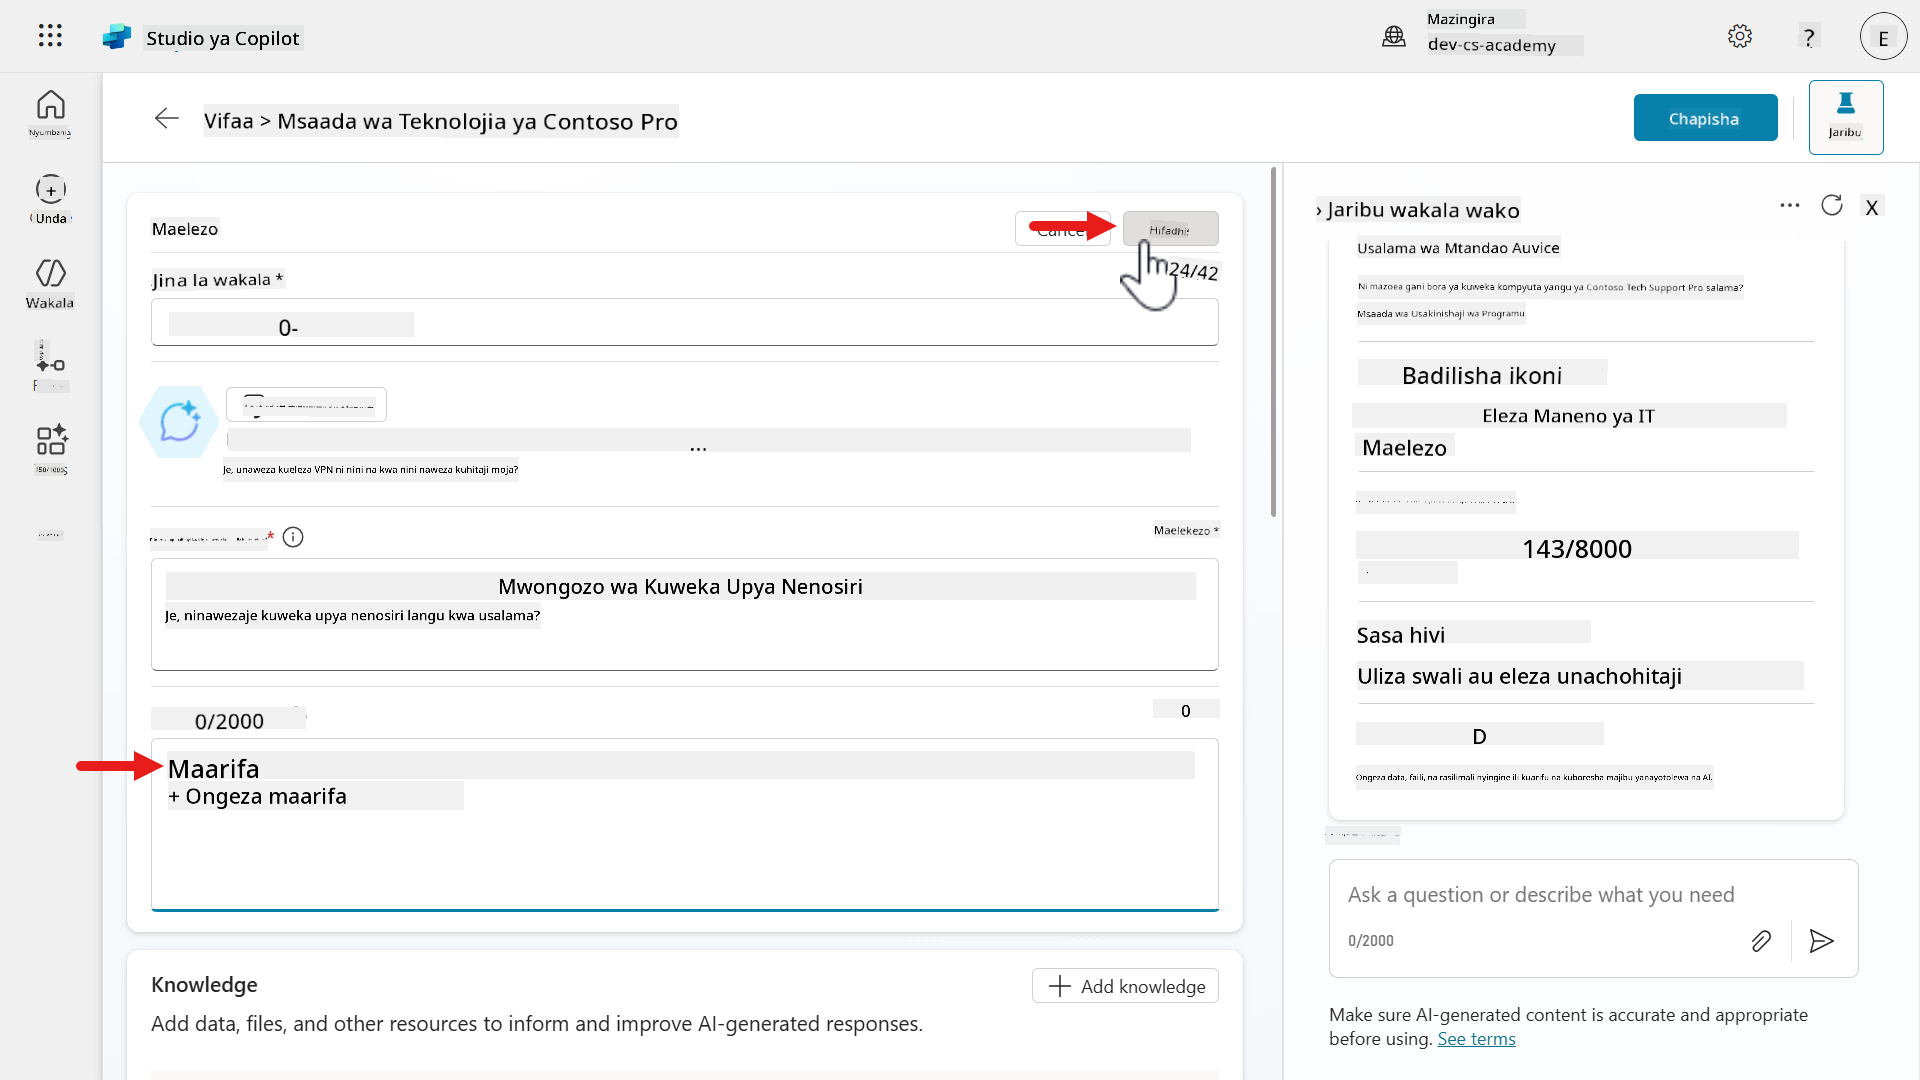 Studio ya Copilot
Mazingira
dev-cs-academy
?
E
Vifaa > Msaada wa Teknolojia ya Contoso Pro
Chapisha
Jaribu
Unda
Wakala
Maelezo
Cancel
Hifadhi
Jina la wakala *
24/42
0-
...
Je, unaweza kueleza VPN ni nini na kwa nini naweza kuhitaji moja?
*
Maelekezo *
Mwongozo wa Kuweka Upya Nenosiri
Je, ninawezaje kuweka upya nenosiri langu kwa usalama?
0/2000
0
Maarifa
+ Ongeza maarifa
Knowledge
Add knowledge
Add data, files, and other resources to inform and improve AI-generated responses.
› Jaribu wakala wako
X
Usalama wa Mtandao Auvice
Ni mazoea gani bora ya kuweka kompyuta yangu ya Contoso Tech Support Pro salama?
Msaada wa Usakinishaji wa Programu
Badilisha ikoni
Eleza Maneno ya IT
Maelezo
143/8000
Sasa hivi
Uliza swali au eleza unachohitaji
D
Ongeza data, faili, na rasilimali nyingine ili kuarifu na kuboresha majibu yanayotolewa na AI.
Ask a question or describe what you need
0/2000
Make sure AI-generated content is accurate and appropriate
before using. See terms